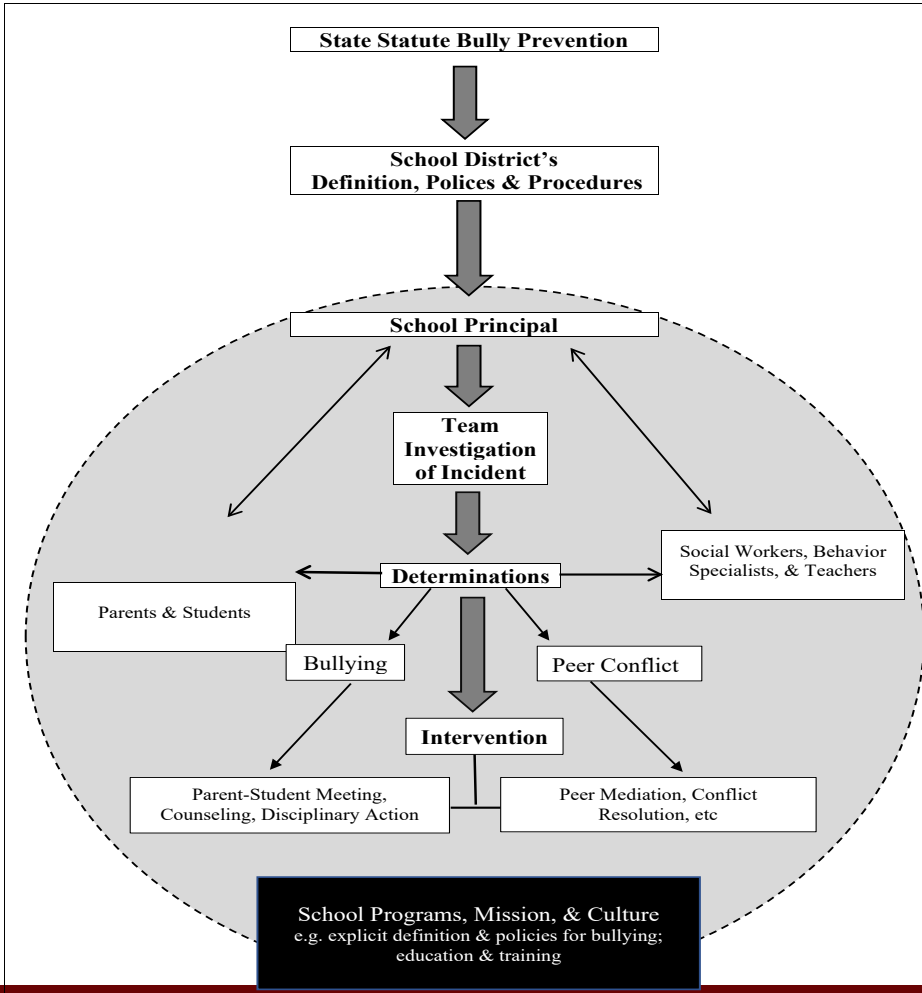 State Statute Bully Prevention
School District's
Definition, Polices & Procedures
School Principal
Team
Investigation
of Incident
Determinations
Social Workers, Behavior
Specialists, & Teachers
Parents & Students
Bullying
Peer Conflict
Intervention
Parent-Student Meeting,
Counseling, Disciplinary Action
Peer Mediation, Conflict
Resolution, etc
School Programs, Mission, & Culture
e.g. explicit definition & policies for bullying;
education & training